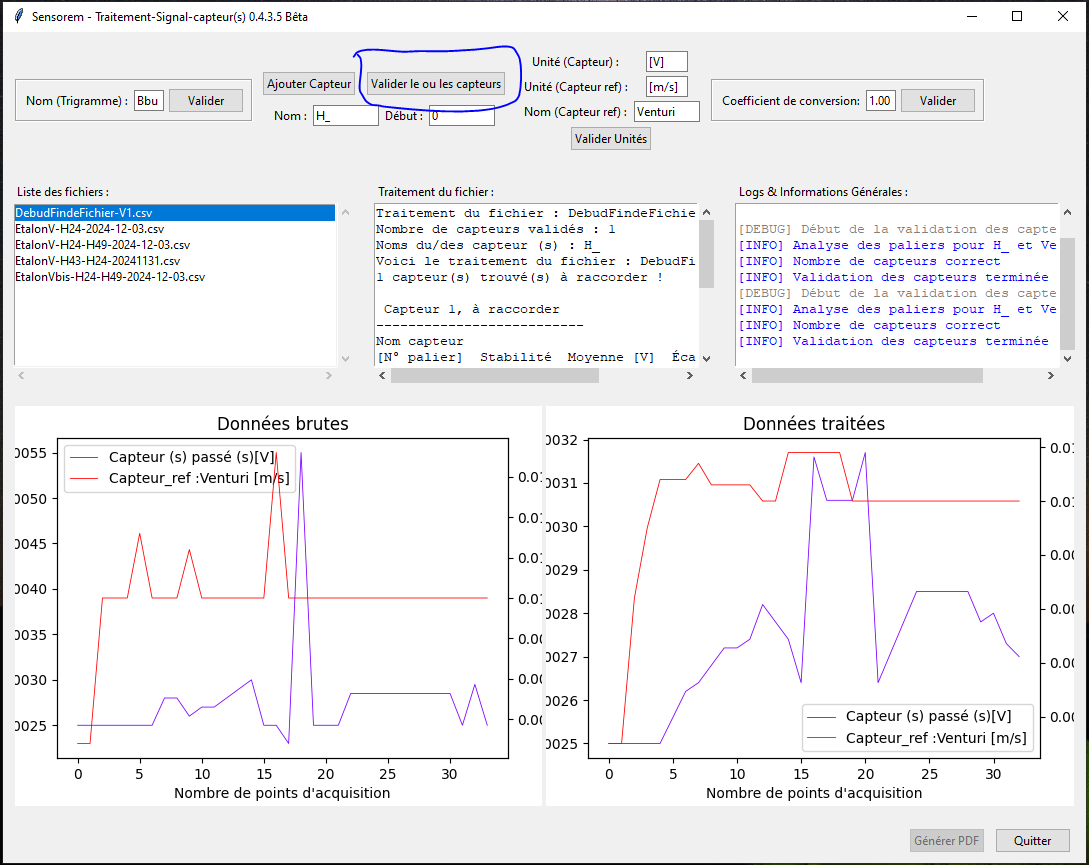 Sensorem - Traitement-Signal-capteur(s) 0.4.3.5 Bêta
Nom (Trigramme) : Bbu Valider
Ajouter Capteur Valider le ou les capteurs
Nom : H_ Début : 0
Unité (Capteur) : [V]
Unité (Capteur ref) : [m/s]
Nom (Capteur ref) : Venturi
Valider Unités
Coefficient de conversion: 1.00 Valider
Liste des fichiers :
DebudFindeFichier-V1.csv
EtalonV-H24-2024-12-03.csv
EtalonV-H24-H49-2024-12-03.csv
EtalonV-H43-H24-20241131.csv
EtalonVbis-H24-H49-2024-12-03.csv
Traitement du fichier :
Traitement du fichier : DebudFindeFichie
Nombre de capteurs validés : 1
Noms du/des capteur (s) : H_
Voici le traitement du fichier : DebudFi
1 capteur(s) trouvé(s) à raccorder !
Capteur 1, à raccorder
--------------------------
Nom capteur
[N° palier] Stabilité Moyenne [V] Éca
Logs & Informations Générales :
[DEBUG] Début de la validation des capte
[INFO] Analyse des paliers pour H_ et Ve
[INFO] Nombre de capteurs correct
[INFO] Validation des capteurs terminée
[DEBUG] Début de la validation des capte
[INFO] Analyse des paliers pour H_ et Ve
[INFO] Nombre de capteurs correct
[INFO] Validation des capteurs terminée
Données brutes
Capteur (s) passé (s)[V]
Capteur_ref :Venturi [m/s]
0055
0050
0045
0040
0035
0030
0025
0.01
0.01
0.01
0.01
0.00
0.00
0.00
0 5 10 15 20 25 30
Nombre de points d'acquisition
Données traitées
0032
0031
0030
0029
0028
0027
0026
0025
0.01
0.01
0.00
0.00
0.00
0.00
Capteur (s) passé (s)[V]
Capteur_ref :Venturi [m/s]
0 5 10 15 20 25 30
Nombre de points d'acquisition
Générer PDF Quitter